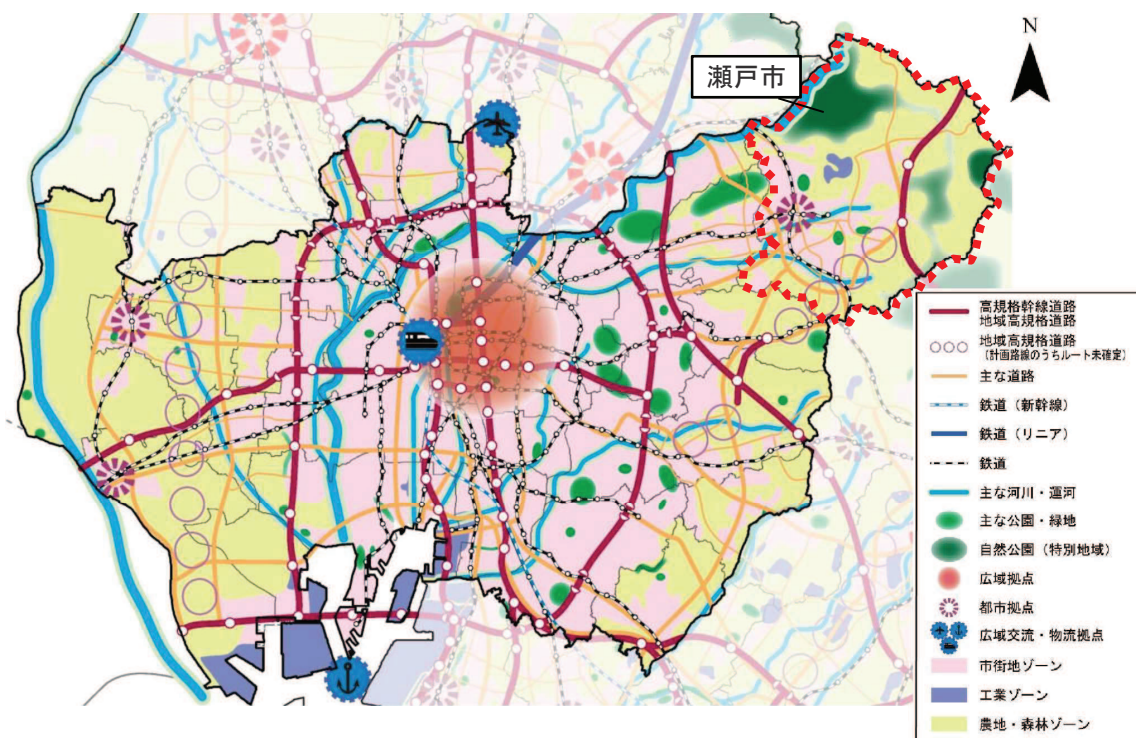 N
瀬戸市
高規格幹線道路
地域高規格道路
地域高規格道路
(計画路線のうちルート未確定)
主な道路
鉄道(新幹線)
鉄道(リニア)
鉄道
主な河川・運河
主な公園・緑地
自然公園(特別地域)
広域拠点
都市拠点
広域交流・物流拠点
市街地ゾーン
工業ゾーン
農地・森林ゾーン